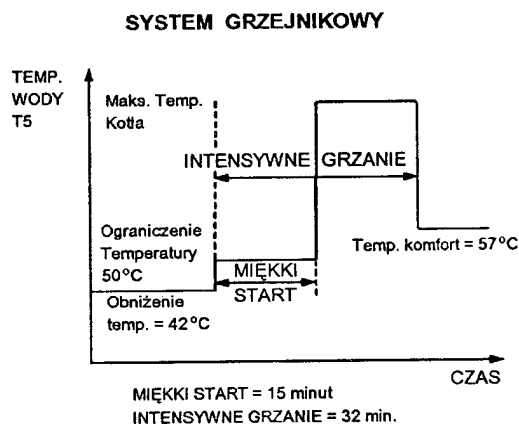 SYSTEM GRZEJNIKOWY
TEMP.
WODY
T5
Maks. Temp.
Kotła
INTENSYWNE GRZANIE
Ograniczenie
Temperatury
50°C
Temp. komfort = 57°C
MIĘKKI
START
Obniżenie
temp. = 42°C
CZAS
MIĘKKI START = 15 minut
INTENSYWNE GRZANIE = 32 min.